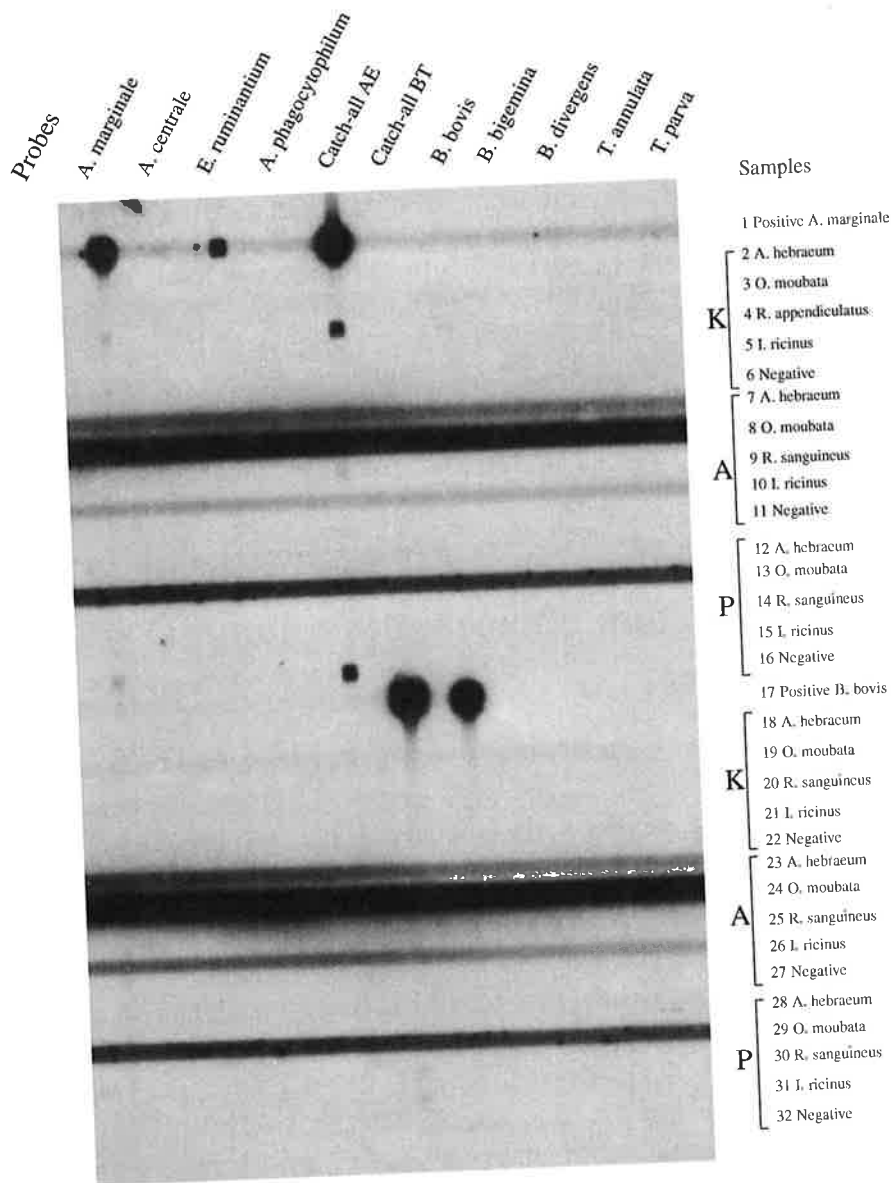 Probes
A. marginale
A. centrale
E. ruminantium
A. phagocytophilum
Catch-all AE
Catch-all BT
B. bovis
B. bigemina
B. divergens
T. annulata
T. parva
Samples
1 Positive A. marginale
K
2 A. hebraeum
3 O. moubata
4 R. appendiculatus
5 I. ricinus
6 Negative
A
7 A. hebraeum
8 O. moubata
9 R. sanguineus
10 I. ricinus
11 Negative
P
12 A. hebraeum
13 O. moubata
14 R. sanguineus
15 I. ricinus
16 Negative
17 Positive B. bovis
K
18 A. hebraeum
19 O. moubata
20 R. sanguineus
21 I. ricinus
22 Negative
A
23 A. hebraeum
24 O. moubata
25 R. sanguineus
26 I. ricinus
27 Negative
P
28 A. hebraeum
29 O. moubata
30 R. sanguineus
31 I. ricinus
32 Negative